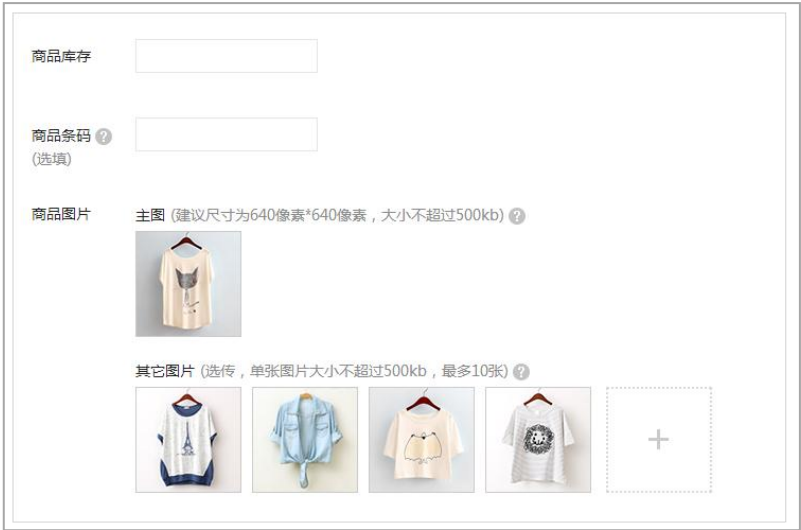 商品库存
商品条码 ?
(选填)
商品图片
主图 (建议尺寸为640像素*640像素，大小不超过500kb) ?
其它图片 (选传，单张图片大小不超过500kb，最多10张) ?
+